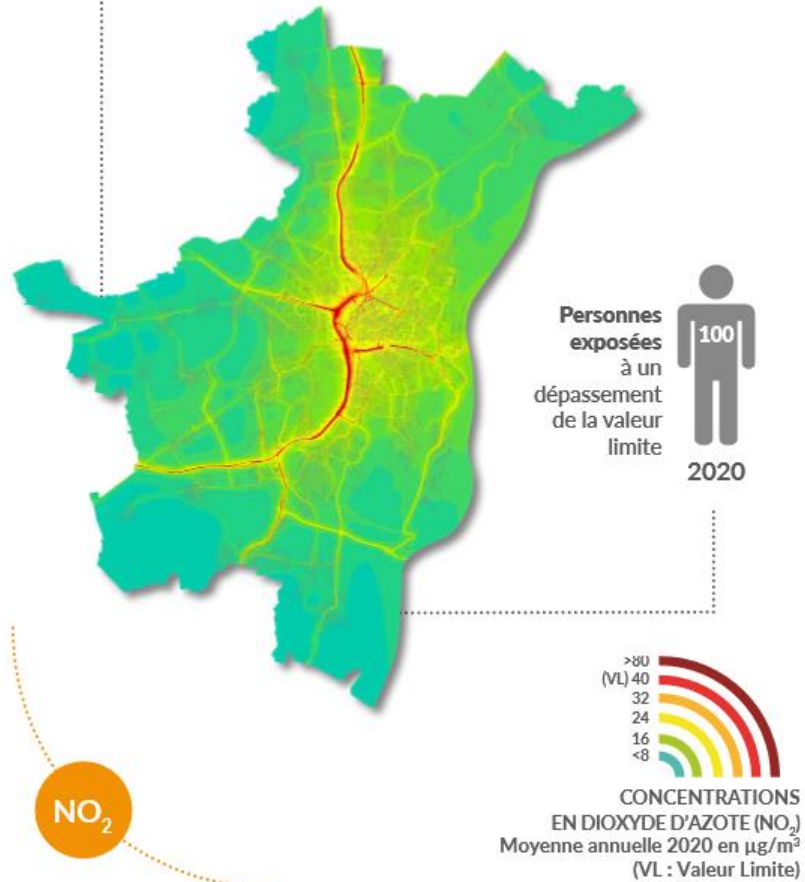 Personnes
exposées
à un
dépassement
de la valeur
limite
100
2020
>80
(VL) 40
32
24
16
<8
CONCENTRATIONS
EN DIOXYDE D'AZOTE (NO₂)
Moyenne annuelle 2020 en µg/m³
(VL : Valeur Limite)
NO₂